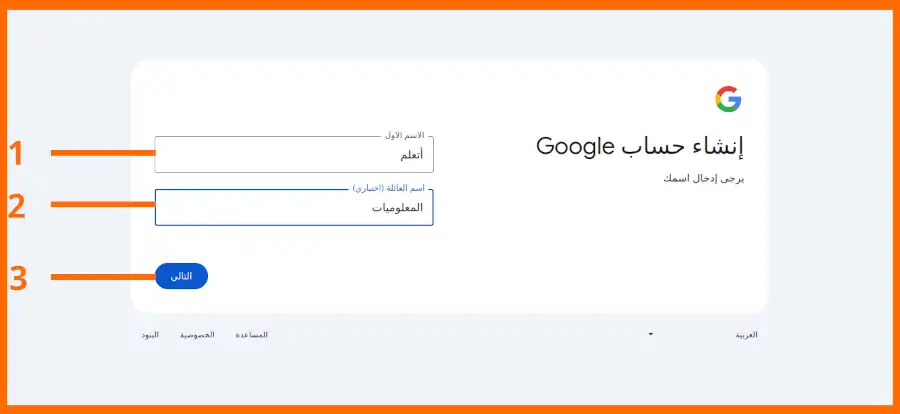 إنشاء حساب Google
يرجى إدخال اسمك
الاسم الاول
1
أتعلم
اسم العائلة (اختياري)
2
المعلوميات
3
التالي
العربية
المساعدة
الخصوصية
البنود